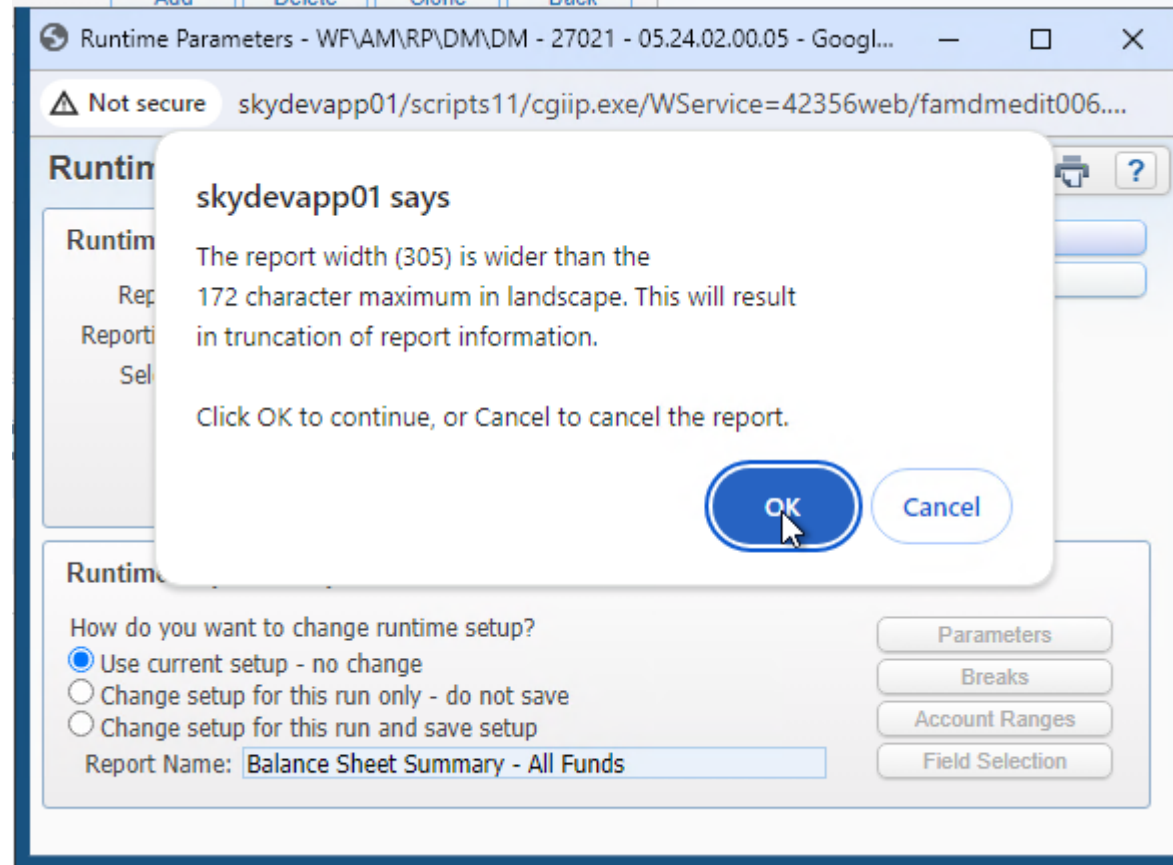 Add Delete Clone Back
Runtime Parameters - WF\AM\RP\DM\DM - 27021 - 05.24.02.00.05 - Googl...
Not secure skydevapp01/scripts11/cgiip.exe/WService=42356web/famdmedit006....
Runtim
?
skydevapp01 says
Runtim
The report width (305) is wider than the
Rep
172 character maximum in landscape. This will result
Reporti
in truncation of report information.
Sel
Click OK to continue, or Cancel to cancel the report.
OK Cancel
Runtim
How do you want to change runtime setup?
Parameters
Use current setup - no change
Breaks
Change setup for this run only - do not save
Account Ranges
Change setup for this run and save setup
Report Name: Balance Sheet Summary - All Funds
Field Selection